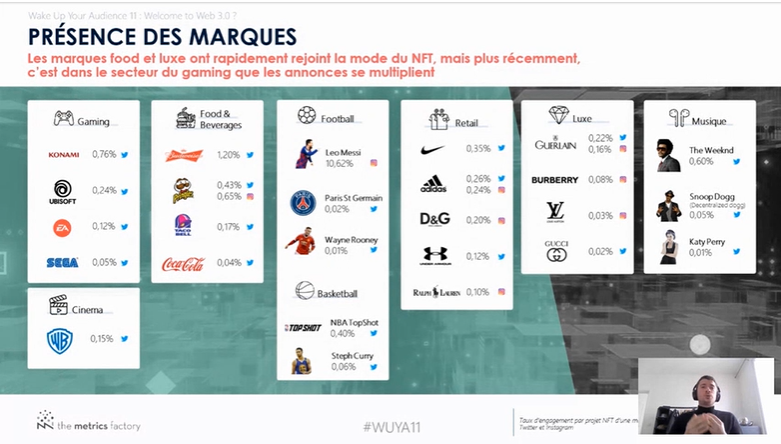 Wake Up Your Audience 11 : Welcome to Web 3.0 ?
PRÉSENCE DES MARQUES
Les marques food et luxe ont rapidement rejoint la mode du NFT, mais plus récemment,
c'est dans le secteur du gaming que les annonces se multiplient
Gaming
KONAMI 0,76%
UBISOFT 0,24%
EA 0,12%
SEGA 0,05%
Cinema
WB 0,15%
Food &
Beverages
Budweiser 1,20%
Pringles 0,43%
0,65%
TACO
BELL 0,17%
Coca-Cola 0,04%
Football
Leo Messi
10,62%
Paris St Germain
0,02%
Wayne Rooney
0,01%
Basketball
TOPSHOT NBA TopShot
0,40%
Steph Curry
0,06%
Retail
0,35%
adidas 0,26%
0,24%
D&G 0,20%
UNDER ARMOUR 0,12%
RALPH LAUREN 0,10%
Luxe
GUERLAIN 0,22%
0,16%
BURBERRY 0,08%
LV 0,03%
GUCCI 0,02%
Musique
The Weeknd
0,60%
Snoop Dogg
(Decentralized dogg)
0,05%
Katy Perry
0,01%
the metrics factory
#WUYA11
Taux d'engagement par projet NFT d'une
Twitter et Instagram